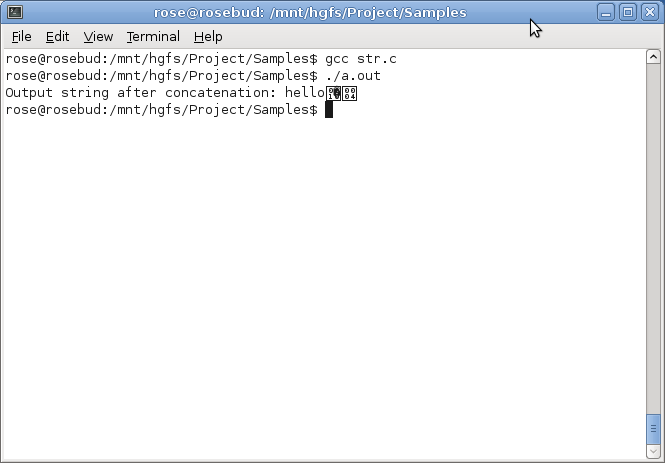 rose@rosebud: /mnt/hgfs/Project/Samples
File Edit View Terminal Help
rose@rosebud:/mnt/hgfs/Project/Samples$ gcc str.c
rose@rosebud:/mnt/hgfs/Project/Samples$ ./a.out
Output string after concatenation: hello
rose@rosebud:/mnt/hgfs/Project/Samples$